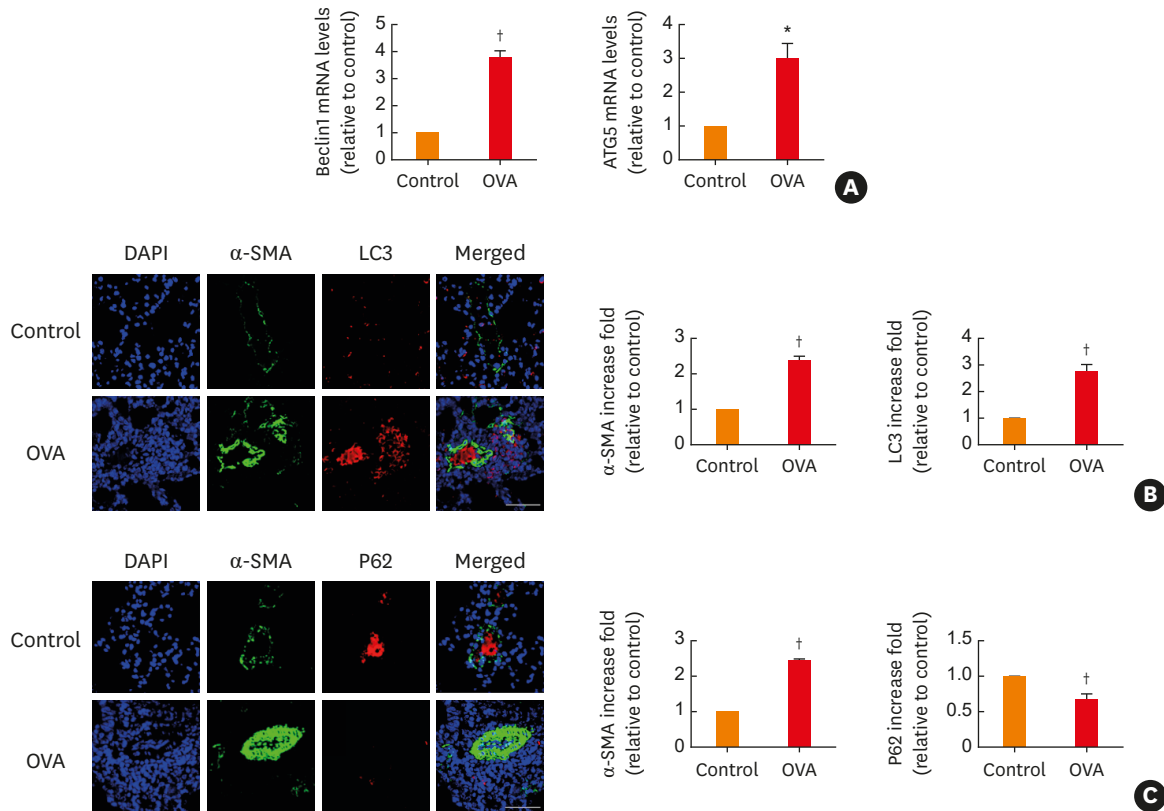 Beclin1 mRNA levels
(relative to control)
5
4
3
2
1
0
†
Control
OVA
ATG5 mRNA levels
(relative to control)
4
3
2
1
0
*
Control
OVA
A
DAPI
α-SMA
LC3
Merged
Control
OVA
α-SMA increase fold
(relative to control)
3
2
1
0
†
Control
OVA
LC3 increase fold
(relative to control)
4
3
2
1
0
†
Control
OVA
B
DAPI
α-SMA
P62
Merged
Control
OVA
α-SMA increase fold
(relative to control)
3
2
1
0
†
Control
OVA
P62 increase fold
(relative to control)
1.5
1.0
0.5
0
†
Control
OVA
C